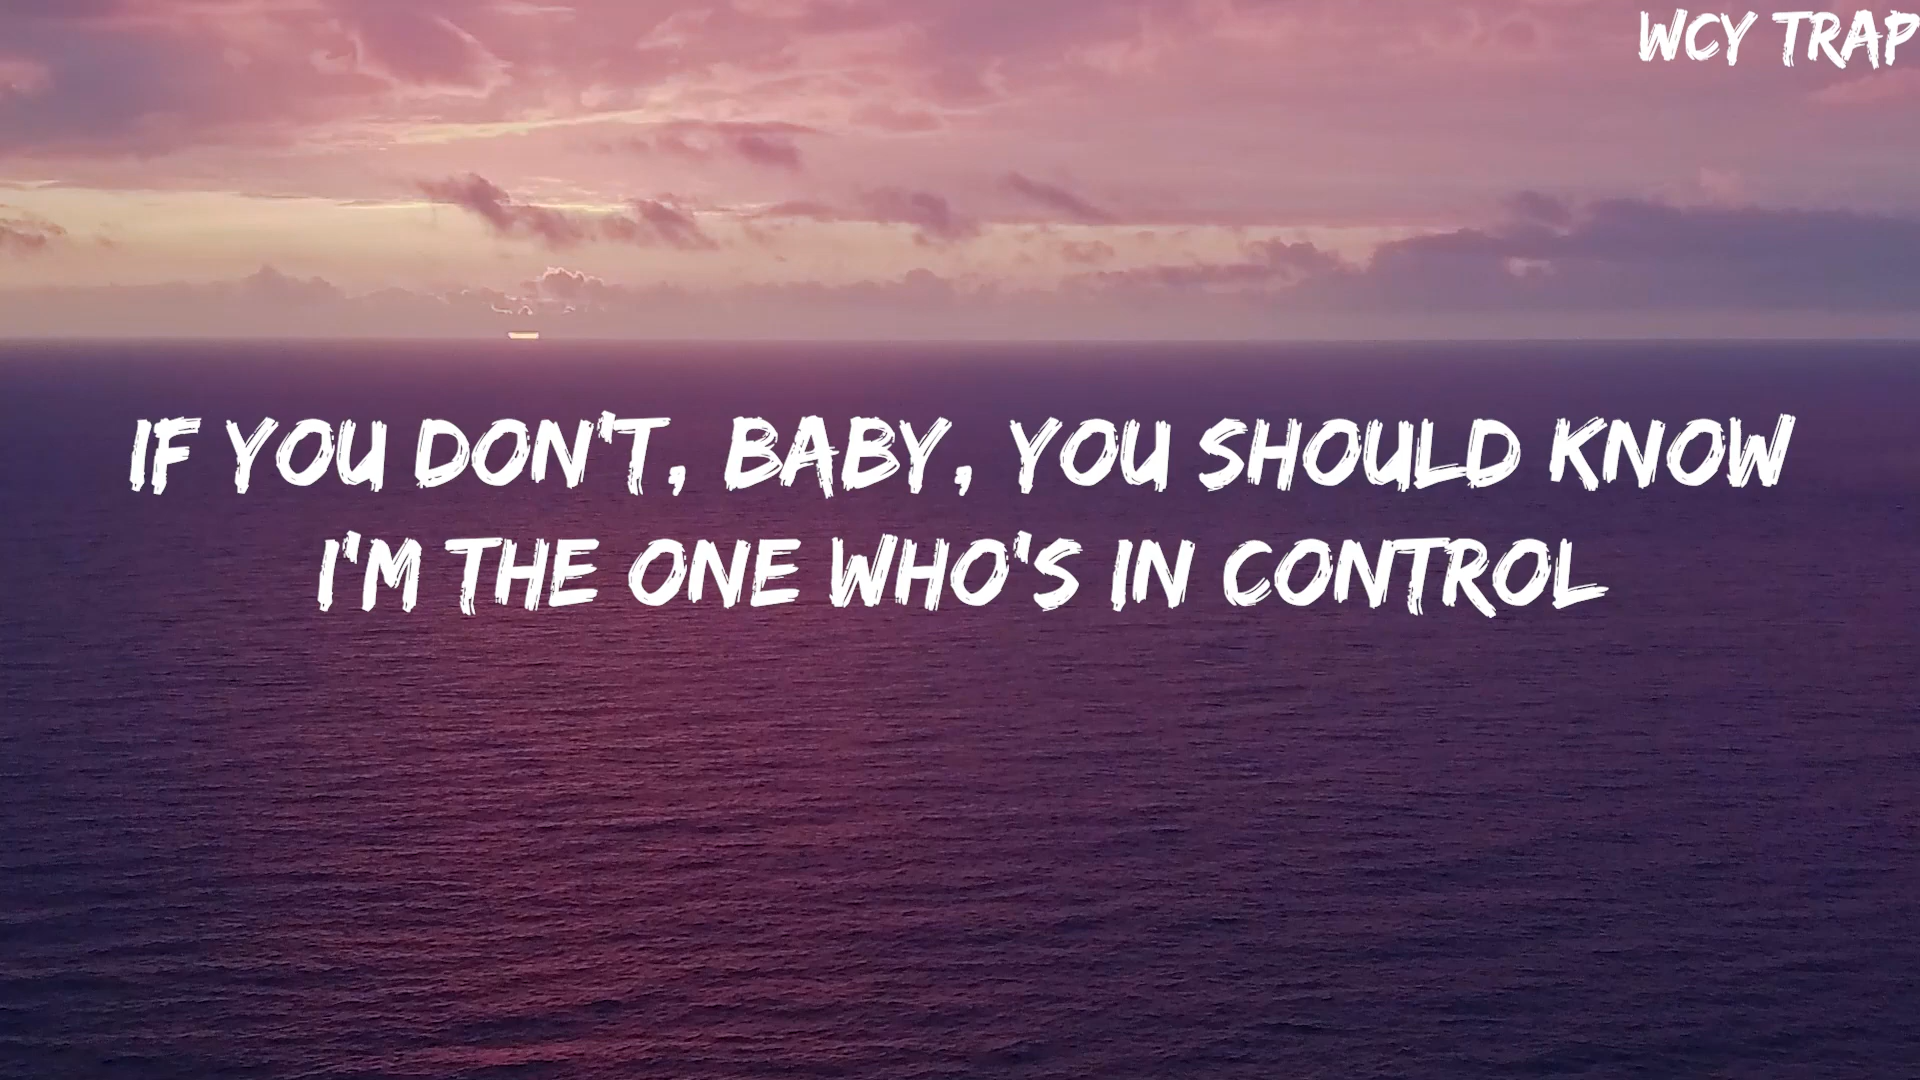 WCY TRAP
IF YOU DON'T, BABY, YOU SHOULD KNOW
I'M THE ONE WHO'S IN CONTROL